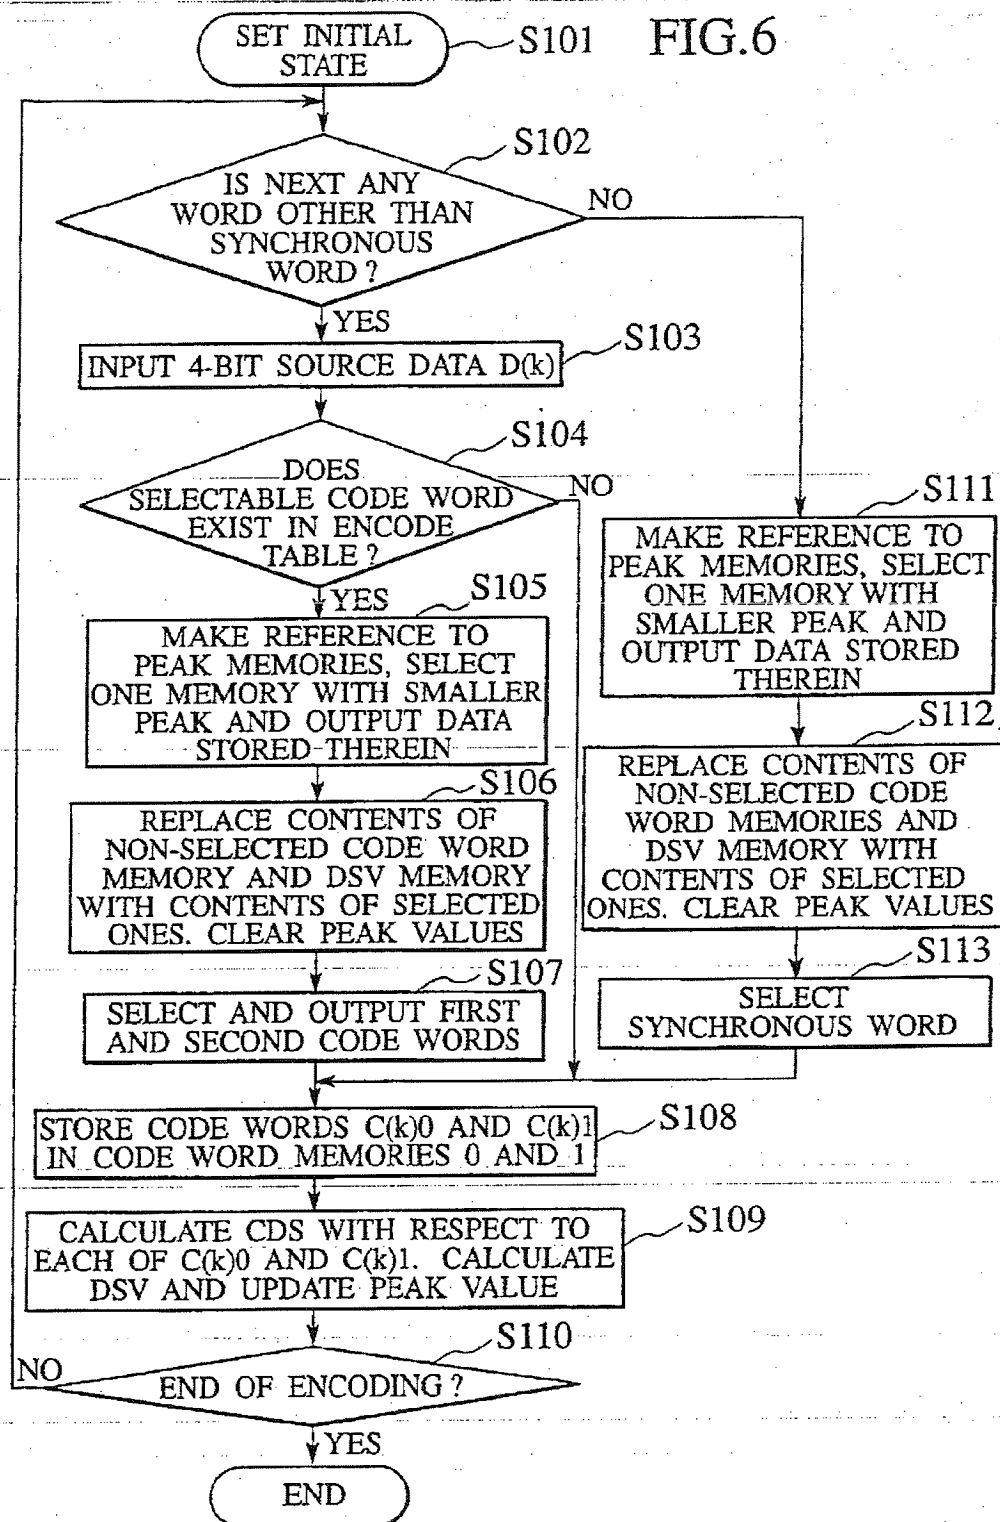 FIG.6
SET INITIAL
STATE
S101
S102
IS NEXT ANY
WORD OTHER THAN
SYNCHRONOUS
WORD ?
NO
YES
S103
INPUT 4-BIT SOURCE DATA D(k)
S104
DOES
SELECTABLE CODE WORD
EXIST IN ENCODE
TABLE ?
NO
YES
S105
MAKE REFERENCE TO
PEAK MEMORIES, SELECT
ONE MEMORY WITH SMALLER
PEAK AND OUTPUT DATA
STORED THEREIN
S106
REPLACE CONTENTS OF
NON-SELECTED CODE WORD
MEMORY AND DSV MEMORY
WITH CONTENTS OF SELECTED
ONES. CLEAR PEAK VALUES
S107
SELECT AND OUTPUT FIRST
AND SECOND CODE WORDS
S111
MAKE REFERENCE TO
PEAK MEMORIES, SELECT
ONE MEMORY WITH
SMALLER PEAK AND
OUTPUT DATA STORED
THEREIN
S112
REPLACE CONTENTS OF
NON-SELECTED CODE
WORD MEMORIES AND
DSV MEMORY WITH
CONTENTS OF SELECTED
ONES. CLEAR PEAK VALUES
S113
SELECT
SYNCHRONOUS WORD
S108
STORE CODE WORDS C(k)0 AND C(k)1
IN CODE WORD MEMORIES 0 AND 1
S109
CALCULATE CDS WITH RESPECT TO
EACH OF C(k)0 AND C(k)1. CALCULATE
DSV AND UPDATE PEAK VALUE
S110
NO
END OF ENCODING ?
YES
END